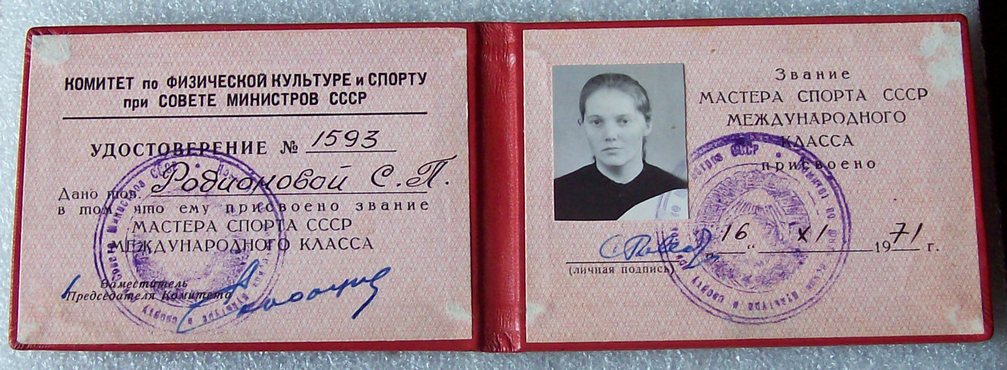 КОМИТЕТ по ФИЗИЧЕСКОЙ КУЛЬТУРЕ и СПОРТУ
при СОВЕТЕ МИНИСТРОВ СССР
УДОСТОВЕРЕНИЕ № 1593
Дано тов. Родионовой С. П.
в том, что ему присвоено звание
МАСТЕРА СПОРТА СССР
МЕЖДУНАРОДНОГО КЛАССА
Заместитель
Председателя Комитета
Звание
МАСТЕРА СПОРТА СССР
МЕЖДУНАРОДНОГО
КЛАССА
присвоено
"16" XI 1971 г.
(личная подпись)